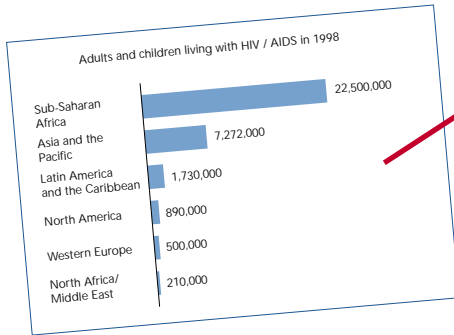 Adults and children living with HIV / AIDS in 1998
Sub-Saharan
Africa
22,500,000
Asia and the
Pacific
7,272,000
Latin America
and the Caribbean
1,730,000
North America
890,000
Western Europe
500,000
North Africa/
Middle East
210,000